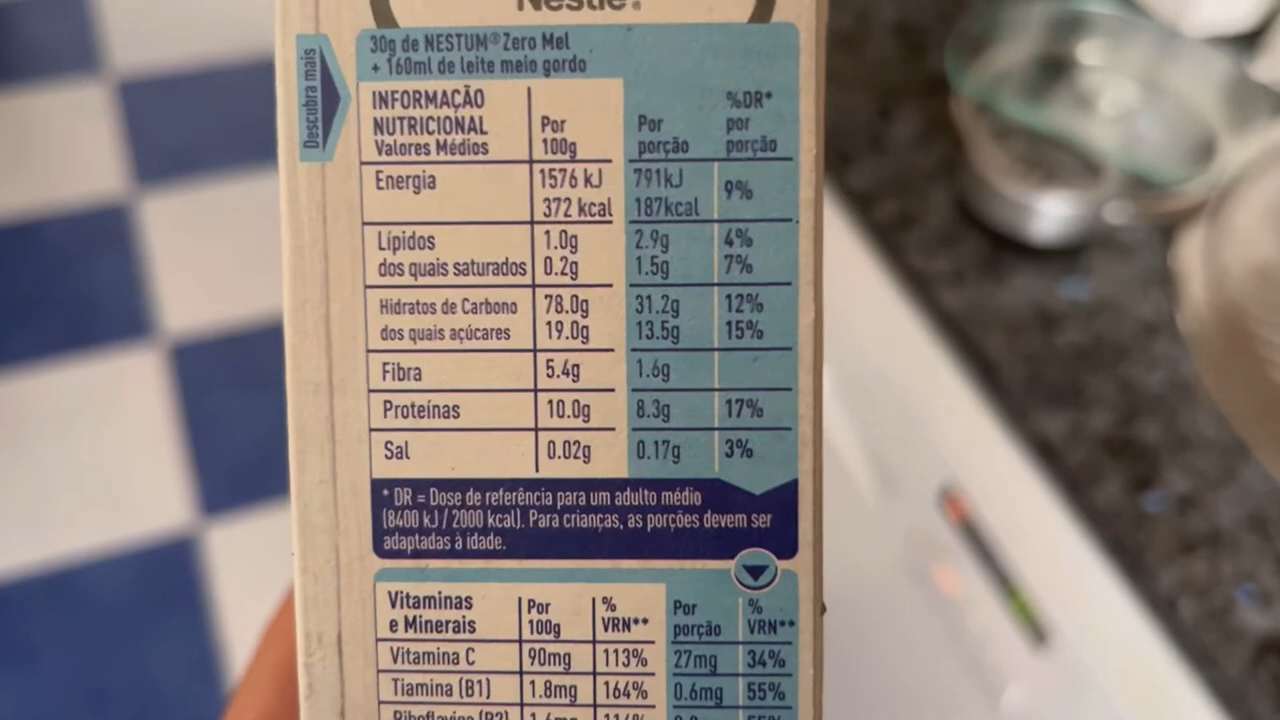 Nestlé®
Descubra mais
30g de NESTUM® Zero Mel
+ 160ml de leite meio gordo
INFORMAÇÃO
NUTRICIONAL
Valores Médios
Por
100g
Por
porção
%DR*
por
porção
Energia 1576 kJ 791kJ 9%
372 kcal 187kcal
Lípidos 1.0g 2.9g 4%
dos quais saturados 0.2g 1.5g 7%
Hidratos de Carbono 78.0g 31.2g 12%
dos quais açúcares 19.0g 13.5g 15%
Fibra 5.4g 1.6g
Proteínas 10.0g 8.3g 17%
Sal 0.02g 0.17g 3%
* DR = Dose de referência para um adulto médio
(8400 kJ / 2000 kcal). Para crianças, as porções devem ser
adaptadas à idade.
Vitaminas
e Minerais
Por
100g
%
VRN**
Por
porção
%
VRN**
Vitamina C 90mg 113% 27mg 34%
Tiamina (B1) 1.8mg 164% 0.6mg 55%
Riboflavina (B2)